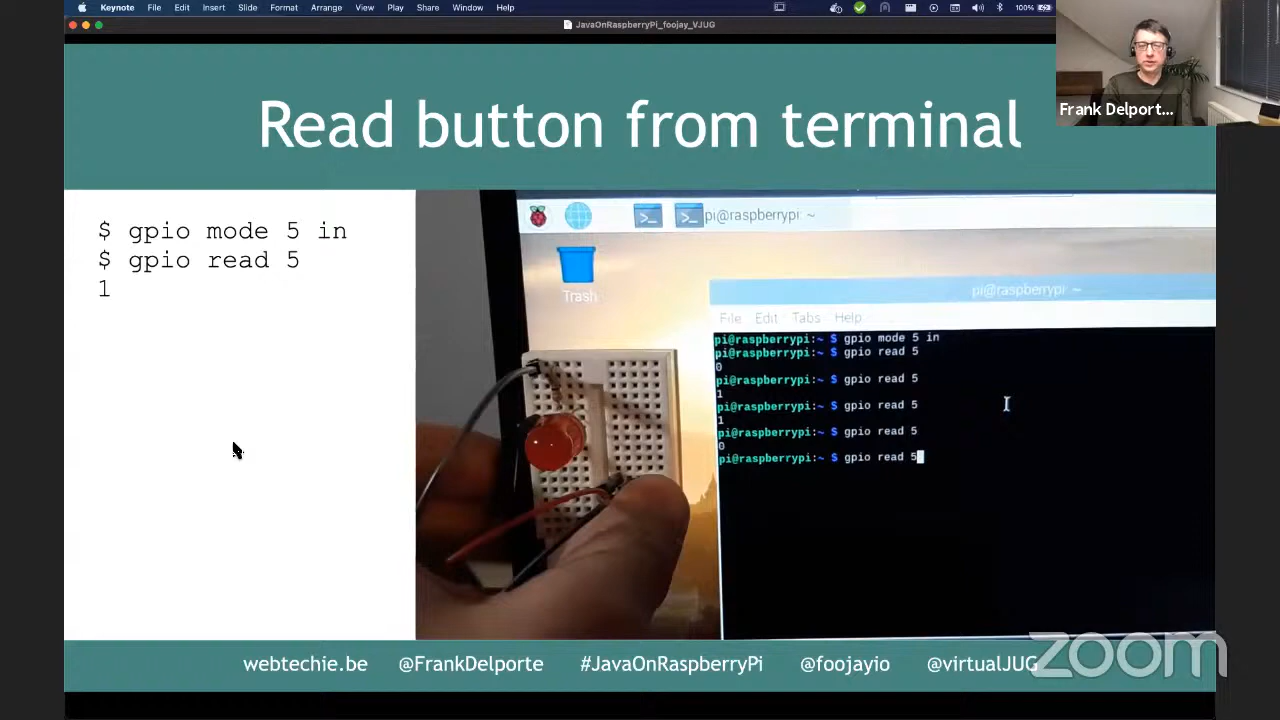 Keynote File Edit Insert Slide Format Arrange View Play Share Window Help 100%
JavaOnRaspberryPi_foojay_VJUG
Frank Delport...
Read button from terminal
$ gpio mode 5 in
$ gpio read 5
1
pi@raspberrypi: ~
Trash
pi@raspberrypi: ~
File Edit Tabs Help
pi@raspberrypi:~ $ gpio mode 5 in
pi@raspberrypi:~ $ gpio read 5
0
pi@raspberrypi:~ $ gpio read 5
1
pi@raspberrypi:~ $ gpio read 5
1
pi@raspberrypi:~ $ gpio read 5
0
pi@raspberrypi:~ $ gpio read 5
webtechie.be @FrankDelporte #JavaOnRaspberryPi @foojayio @virtualJUG
zoom